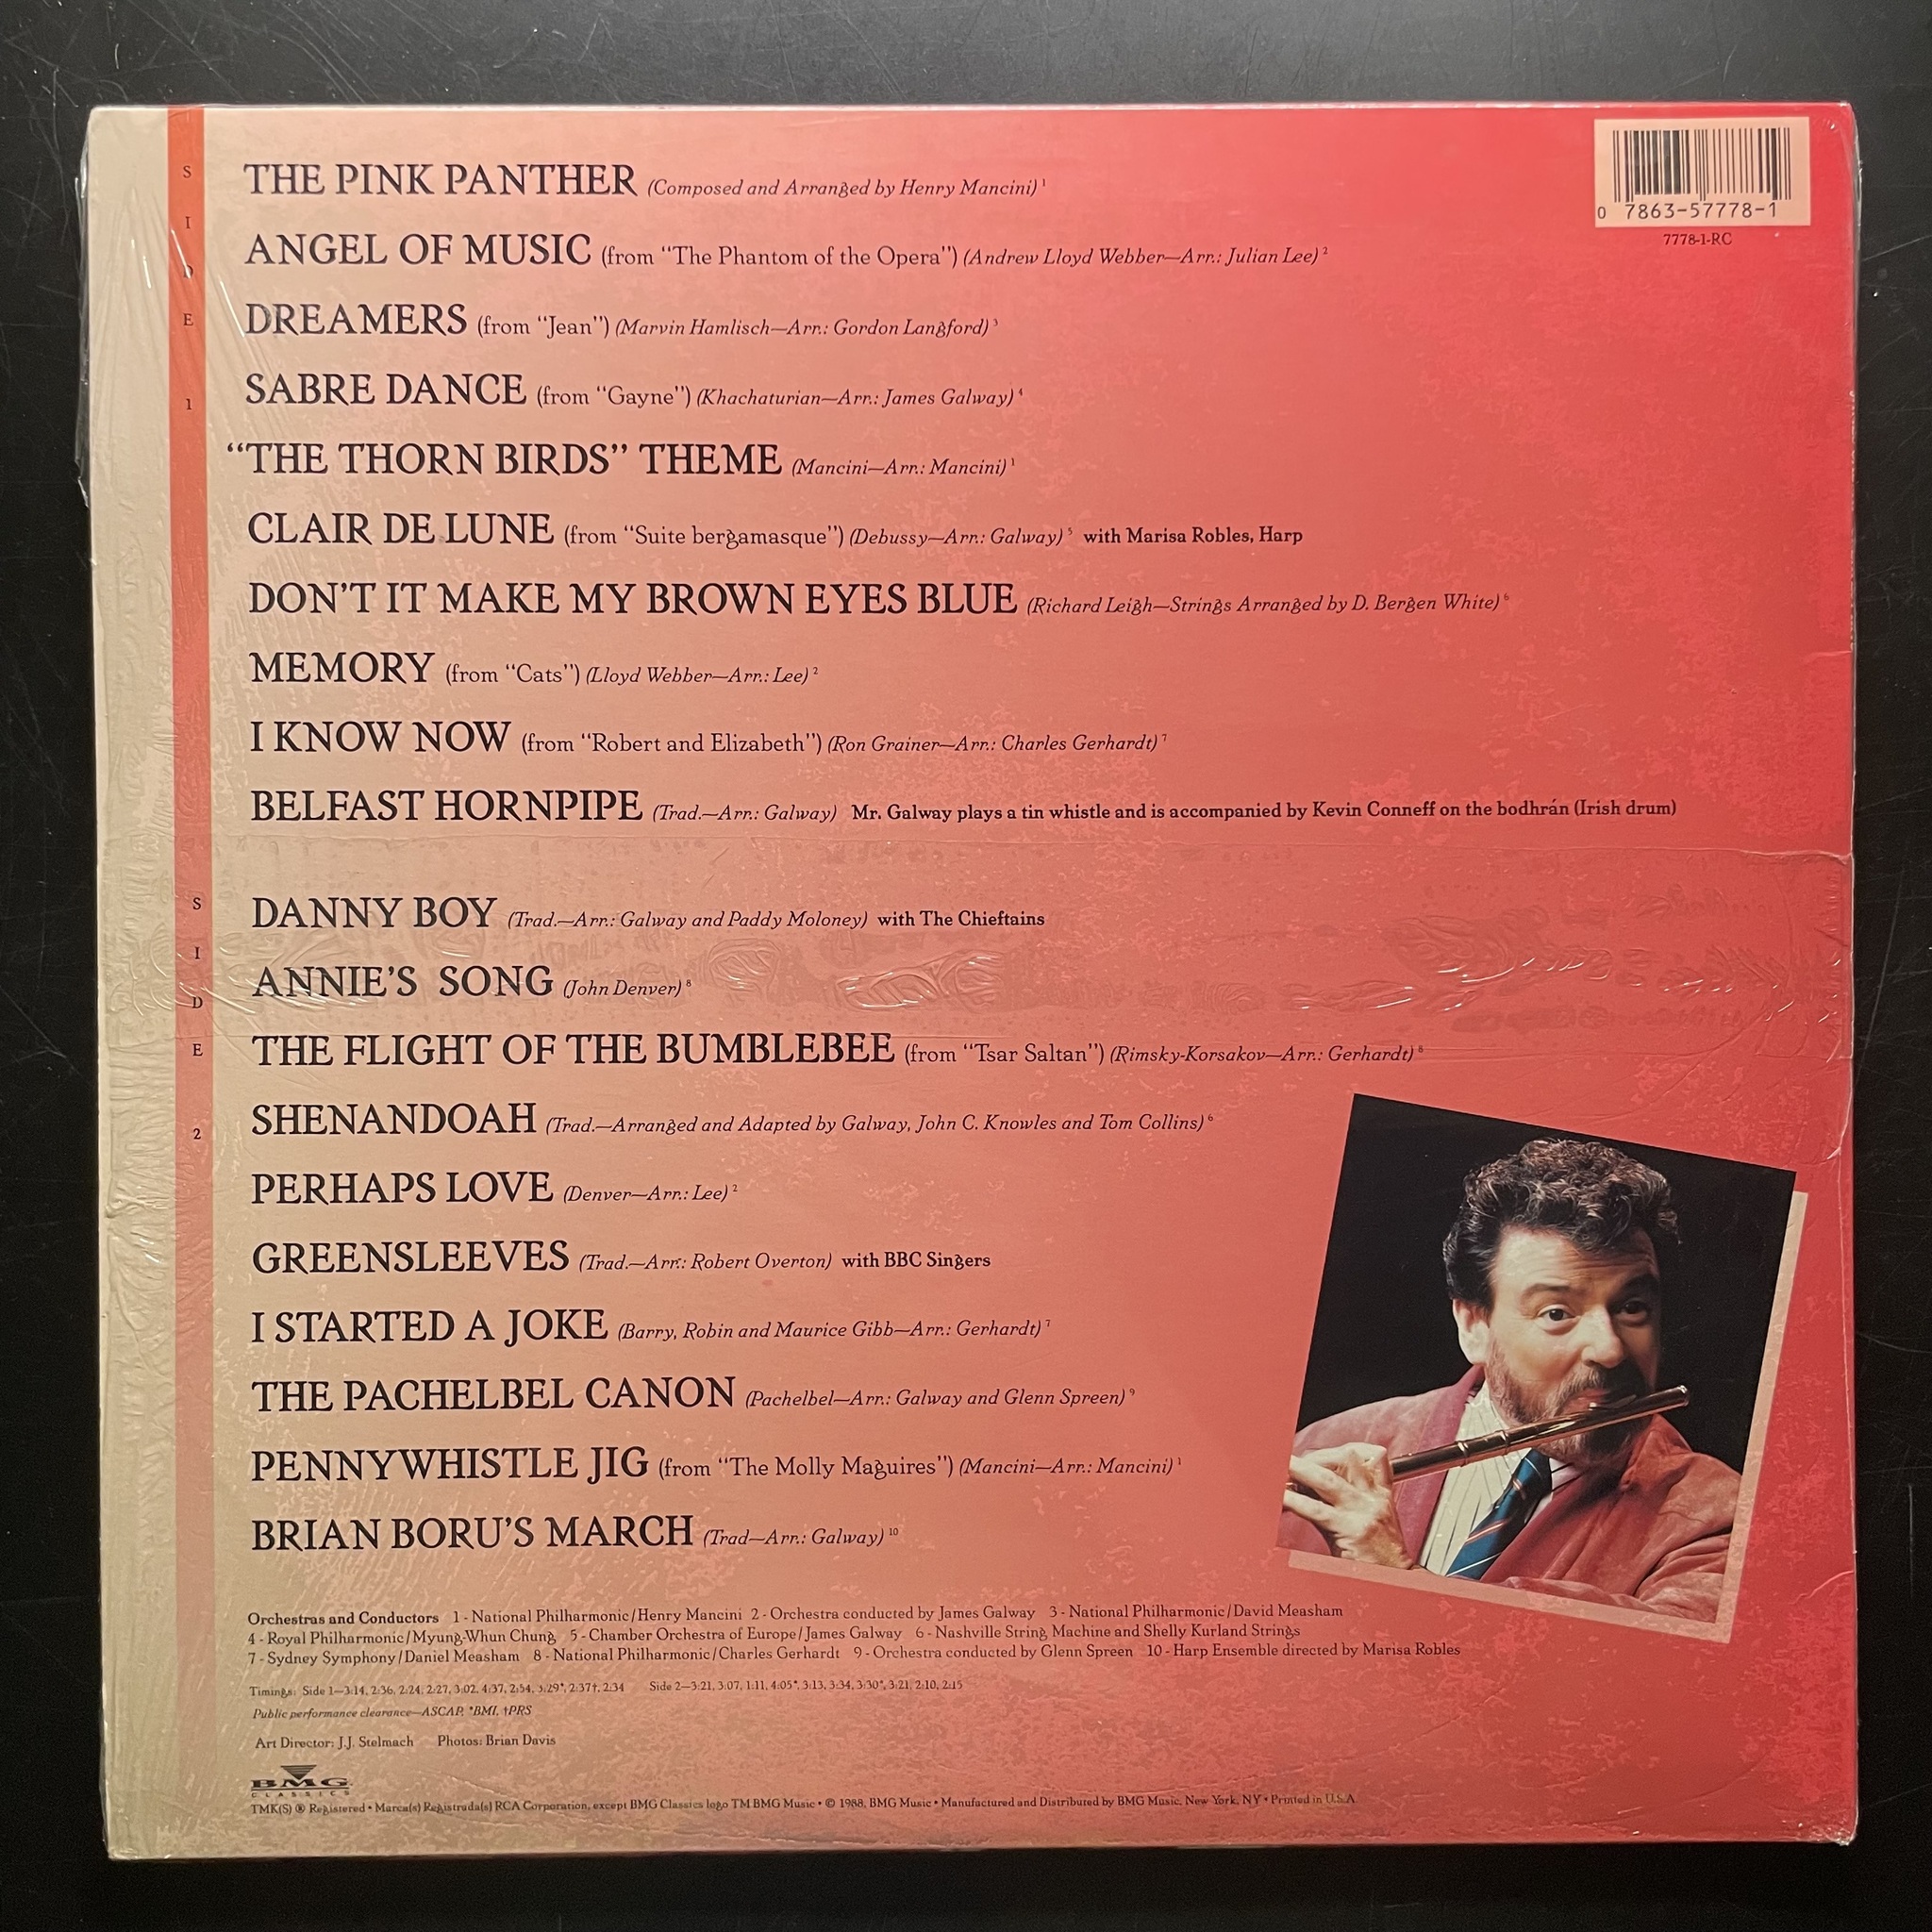 SIDE 1
THE PINK PANTHER (Composed and Arranged by Henry Mancini) 1
0 7863-57778-1
7778-1-RC
ANGEL OF MUSIC (from “The Phantom of the Opera”) (Andrew Lloyd Webber—Arr.: Julian Lee) 2
DREAMERS (from “Jean”) (Marvin Hamlisch—Arr.: Gordon Langford) 3
SABRE DANCE (from “Gayne”) (Khachaturian—Arr.: James Galway) 4
“THE THORN BIRDS” THEME (Mancini—Arr.: Mancini) 1
CLAIR DE LUNE (from “Suite bergamasque”) (Debussy—Arr.: Galway) 5 with Marisa Robles, Harp
DON’T IT MAKE MY BROWN EYES BLUE (Richard Leigh—Strings Arranged by D. Bergen White) 6
MEMORY (from “Cats”) (Lloyd Webber—Arr.: Lee) 2
I KNOW NOW (from “Robert and Elizabeth”) (Ron Grainer—Arr.: Charles Gerhardt) 7
BELFAST HORNPIPE (Trad.—Arr.: Galway) Mr. Galway plays a tin whistle and is accompanied by Kevin Conneff on the bodhrán (Irish drum)
SIDE 2
DANNY BOY (Trad.—Arr.: Galway and Paddy Moloney) with The Chieftains
ANNIE’S SONG (John Denver) 8
THE FLIGHT OF THE BUMBLEBEE (from “Tsar Saltan”) (Rimsky-Korsakov—Arr.: Gerhardt) 8
SHENANDOAH (Trad.—Arranged and Adapted by Galway, John C. Knowles and Tom Collins) 6
PERHAPS LOVE (Denver—Arr.: Lee) 2
GREENSLEEVES (Trad.—Arr.: Robert Overton) with BBC Singers
I STARTED A JOKE (Barry, Robin and Maurice Gibb—Arr.: Gerhardt) 7
THE PACHELBEL CANON (Pachelbel—Arr.: Galway and Glenn Spreen) 9
PENNYWHISTLE JIG (from “The Molly Maguires”) (Mancini—Arr.: Mancini) 1
BRIAN BORU’S MARCH (Trad—Arr.: Galway) 10
Orchestras and Conductors 1 - National Philharmonic/Henry Mancini 2 - Orchestra conducted by James Galway 3 - National Philharmonic/David Measham
4 - Royal Philharmonic/Myung-Whun Chung 5 - Chamber Orchestra of Europe/James Galway 6 - Nashville String Machine and Shelly Kurland Strings
7 - Sydney Symphony/Daniel Measham 8 - National Philharmonic/Charles Gerhardt 9 - Orchestra conducted by Glenn Spreen 10 - Harp Ensemble directed by Marisa Robles
Timings: Side 1—3:14, 2:36, 2:24, 2:27, 3:02, 4:37, 2:54, 3:29*, 2:37†, 2:34 Side 2—3:21, 3:07, 1:11, 4:05*, 3:13, 3:34, 3:30*, 3:21, 2:10, 2:15
Public performance clearance—ASCAP, *BMI, †PRS
Art Director: J.J. Stelmach Photos: Brian Davis
BMG
CLASSICS
TMK(S) ® Registered • Marca(s) Registrada(s) RCA Corporation, except BMG Classics logo TM BMG Music • © 1988, BMG Music • Manufactured and Distributed by BMG Music, New York, NY • Printed in U.S.A.